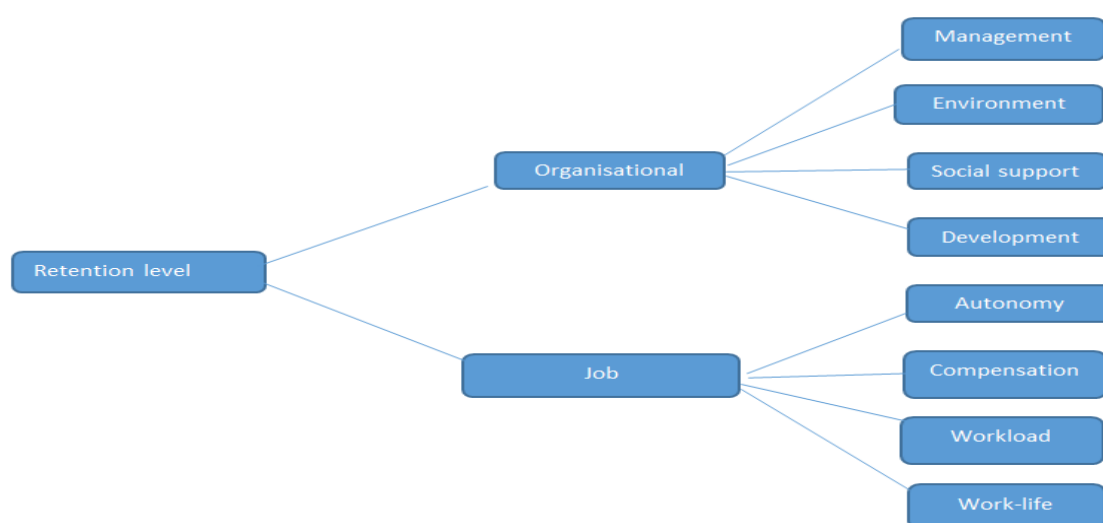 Retention level
Organisational
Job
Management
Environment
Social support
Development
Autonomy
Compensation
Workload
Work-life